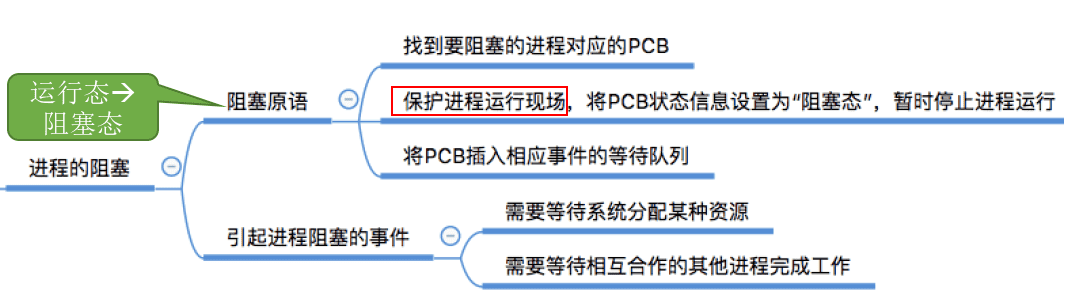 找到要阻塞的进程对应的PCB
运行态→
阻塞态
阻塞原语
保护进程运行现场，将PCB状态信息设置为“阻塞态”，暂时停止进程运行
将PCB插入相应事件的等待队列
进程的阻塞
需要等待系统分配某种资源
引起进程阻塞的事件
需要等待相互合作的其他进程完成工作